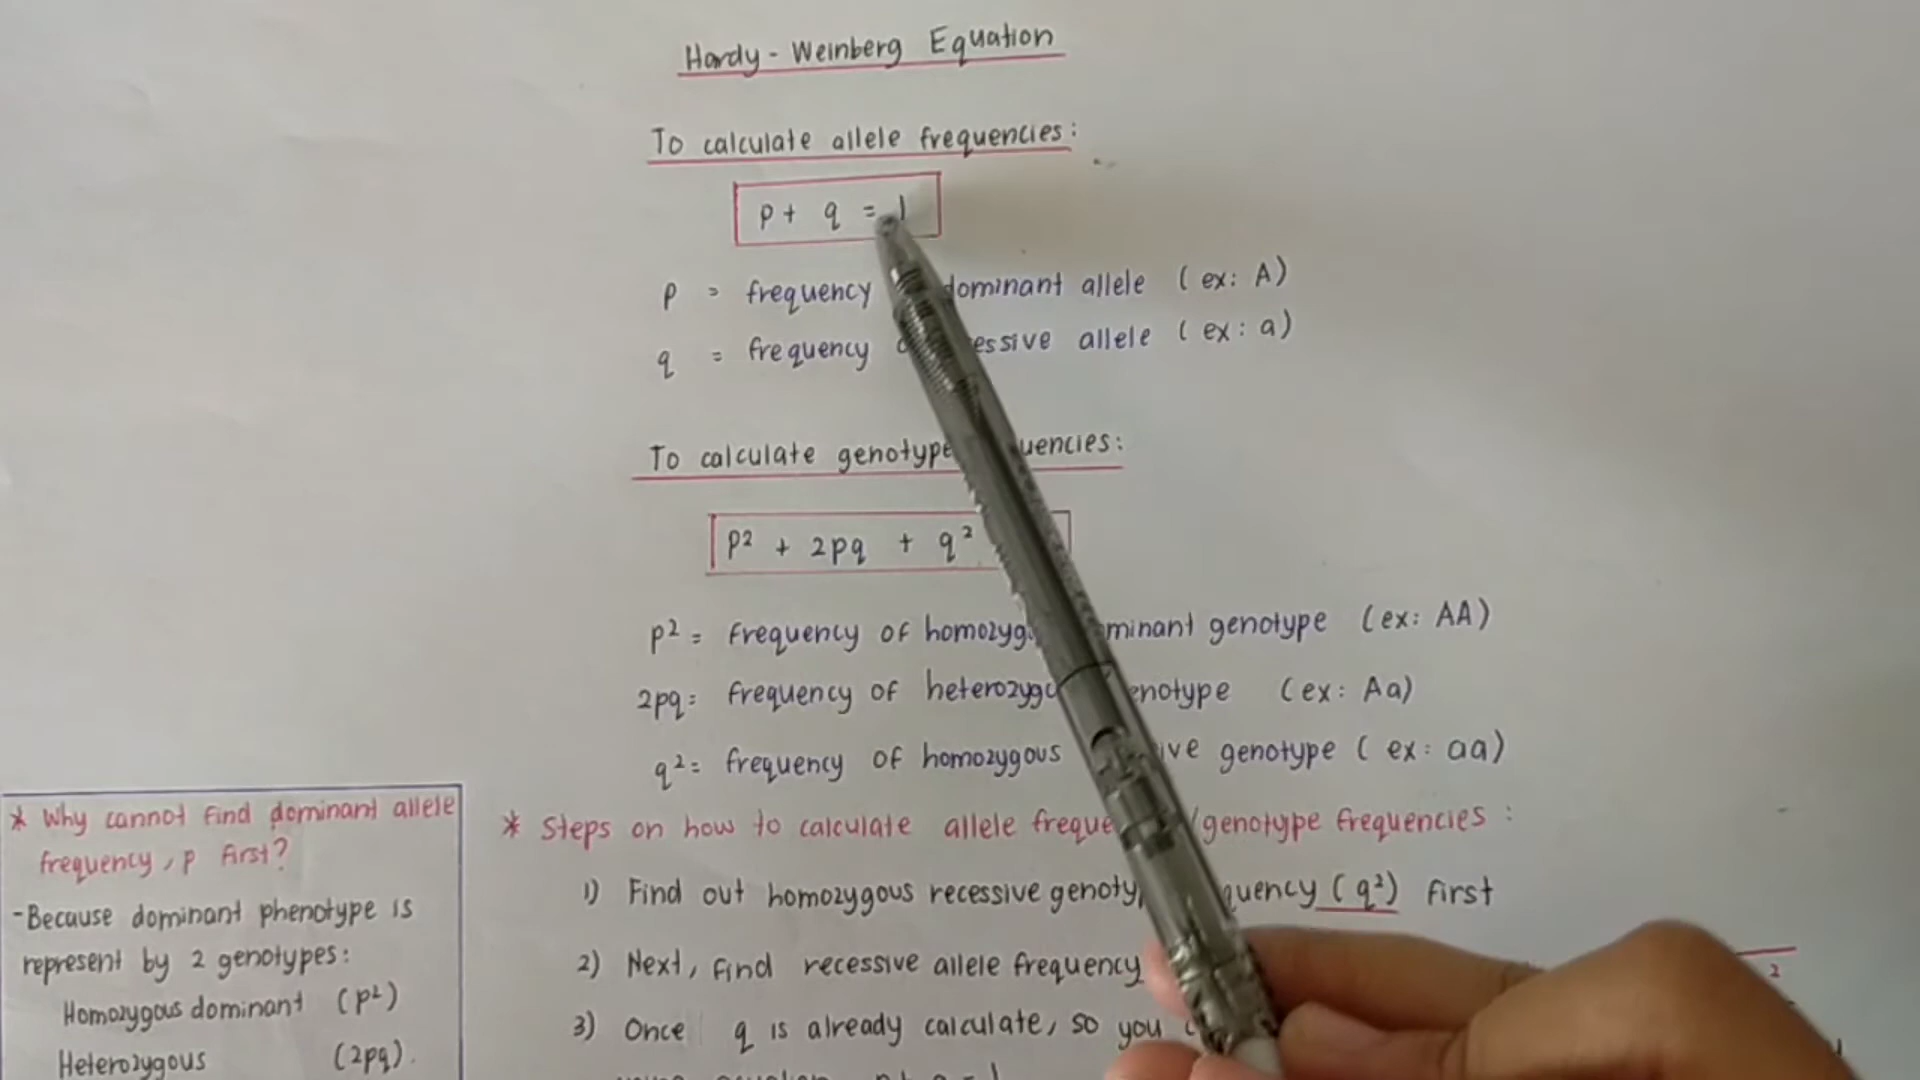 Hardy - Weinberg Equation
To calculate allele frequencies:
p + q = 1
p = frequency dominant allele (ex: A)
q = frequency allele (ex: a)
To calculate genotype
p² + 2pq + q²
p² = frequency of genotype (ex: AA)
2pq = frequency of (ex: Aa)
q² = frequency of homozygous genotype (ex: aa)
* Steps on how to calculate allele /genotype frequencies:
1) Find out homozygous recessive (q²) first
2) Next, find recessive allele frequency
3) Once q is already calculate, so you
* Why cannot find dominant allele
frequency, p first?
- Because dominant phenotype is
represent by 2 genotypes:
Homozygous dominant (p²)
Heterozygous (2pq).